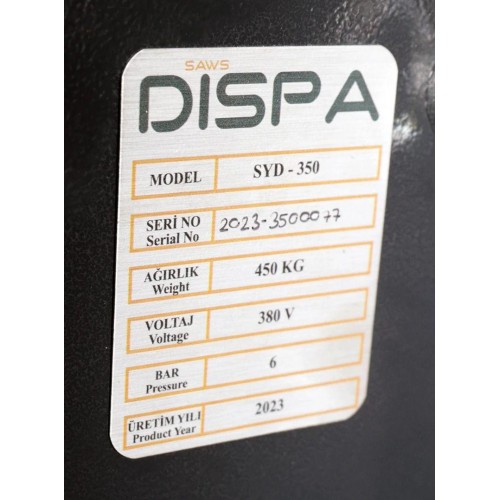 SAWS
DISPA
MODEL SYD - 350
SERİ NO 2023-3500077
Serial No
AĞIRLIK 450 KG
Weight
VOLTAJ 380 V
Voltage
BAR 6
Pressure
ÜRETİM YILI 2023
Product Year